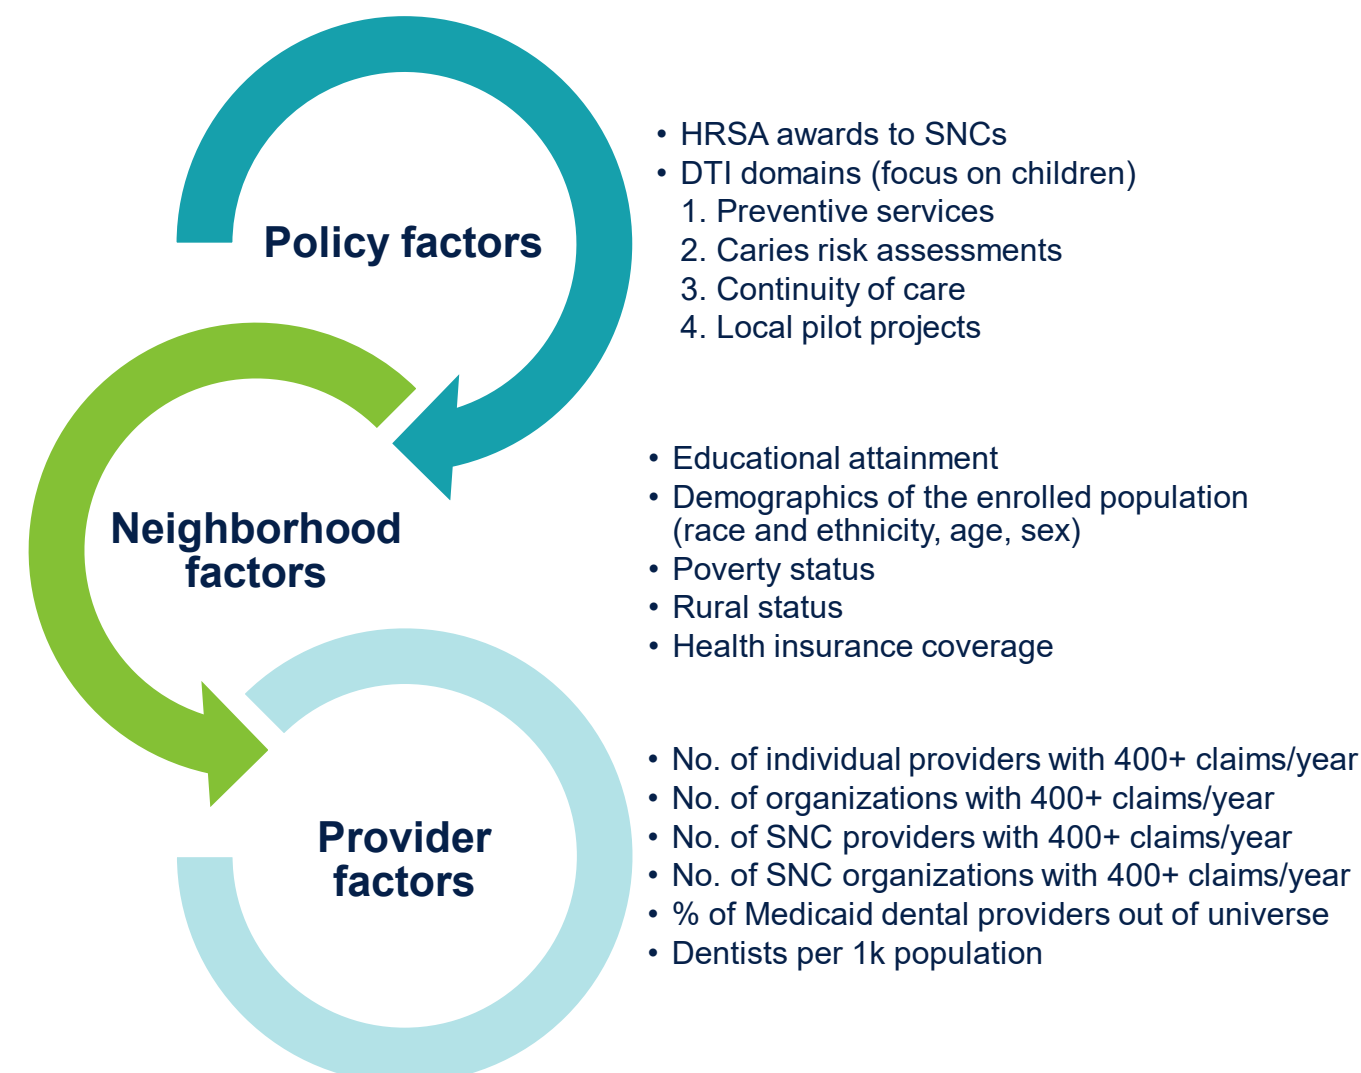 Policy factors
• HRSA awards to SNCs
• DTI domains (focus on children)
1. Preventive services
2. Caries risk assessments
3. Continuity of care
4. Local pilot projects
Neighborhood
factors
• Educational attainment
• Demographics of the enrolled population
(race and ethnicity, age, sex)
• Poverty status
• Rural status
• Health insurance coverage
Provider
factors
• No. of individual providers with 400+ claims/year
• No. of organizations with 400+ claims/year
• No. of SNC providers with 400+ claims/year
• No. of SNC organizations with 400+ claims/year
• % of Medicaid dental providers out of universe
• Dentists per 1k population